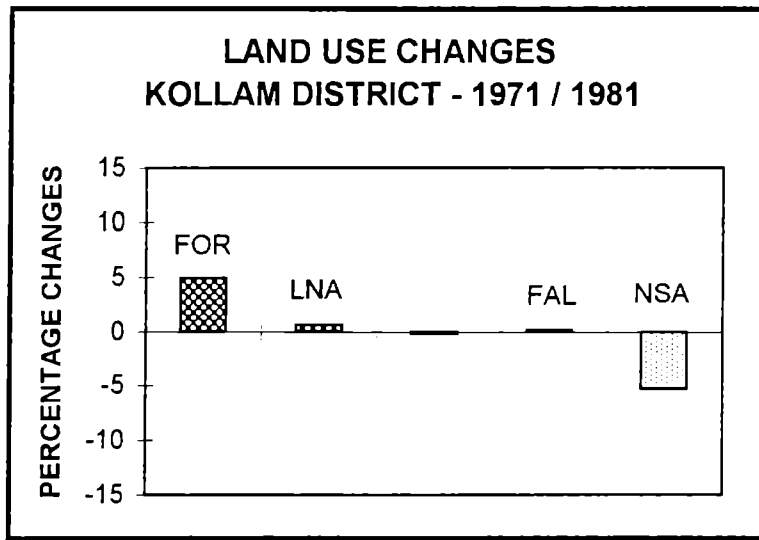 LAND USE CHANGES
KOLLAM DISTRICT - 1971 / 1981
PERCENTAGE CHANGES
15
10
5
0
-5
-10
-15
FOR
LNA
FAL
NSA